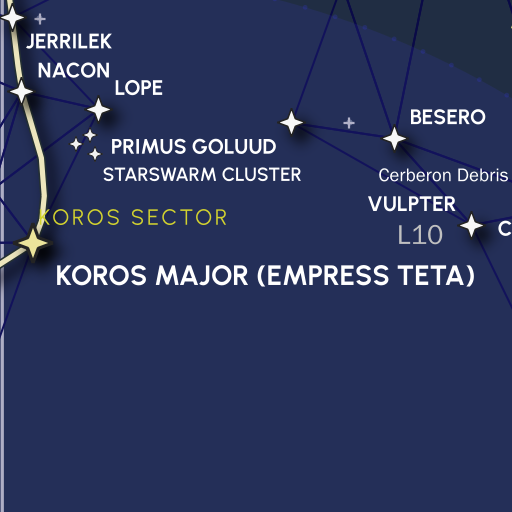 JERRILEK
NACON
LOPE
BESERO
PRIMUS GOLUUD
STARSWARM CLUSTER
Cerberon Debris
VULPTER
KOROS SECTOR
L10
C
KOROS MAJOR (EMPRESS TETA)